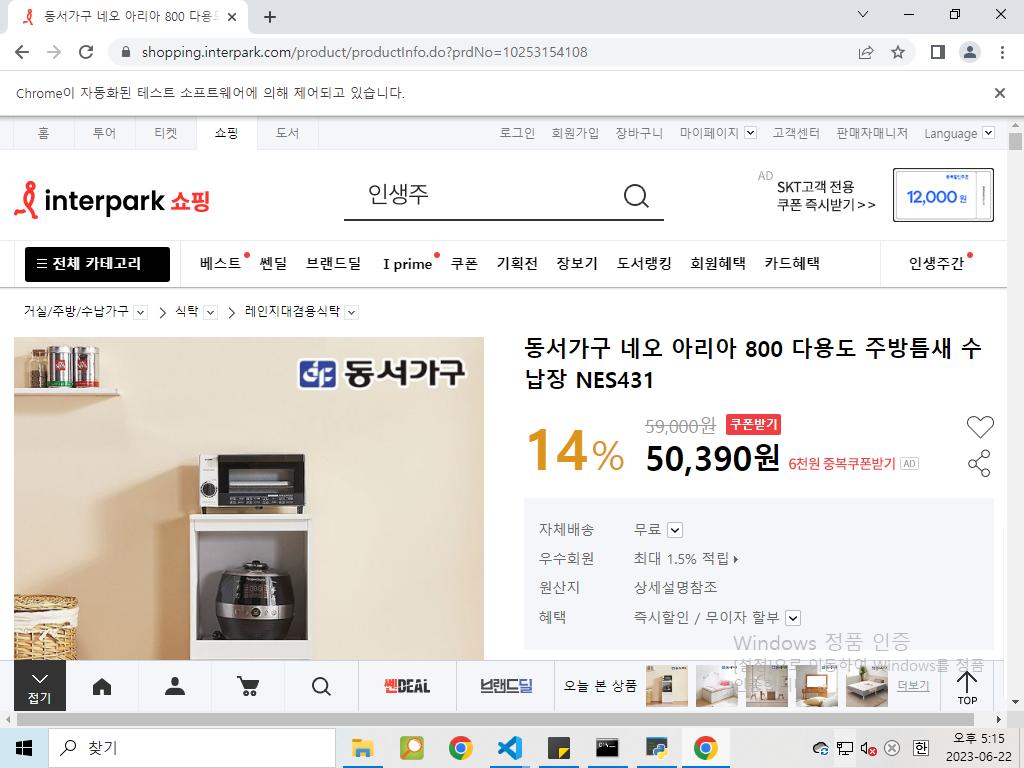 동서가구 네오 아리아 800 다용도
shopping.interpark.com/product/productInfo.do?prdNo=10253154108
Chrome이 자동화된 테스트 소프트웨어에 의해 제어되고 있습니다.
홈 투어 티켓 쇼핑 도서 로그인 회원가입 장바구니 마이페이지 고객센터 판매자매니저 Language
interpark 쇼핑
인생주
AD SKT고객 전용
쿠폰 즉시받기>>
12,000원
전체 카테고리 베스트 쎈딜 브랜드딜 I prime 쿠폰 기획전 장보기 도서랭킹 회원혜택 카드혜택 인생주간
거실/주방/수납가구 식탁 레인지대겸용식탁
동서가구
동서가구 네오 아리아 800 다용도 주방틈새 수
납장 NES431
14%
59,000원 쿠폰받기
50,390원 6천원 중복쿠폰받기 AD
자체배송 무료
우수회원 최대 1.5% 적립
원산지 상세설명참조
혜택 즉시할인 / 무이자 할부
Windows 정품 인증
[설정]으로 이동하여 Windows를 정품
접기
쎈DEAL
브랜드딜
오늘 본 상품
더보기
TOP
찾기
한
오후 5:15
2023-06-22